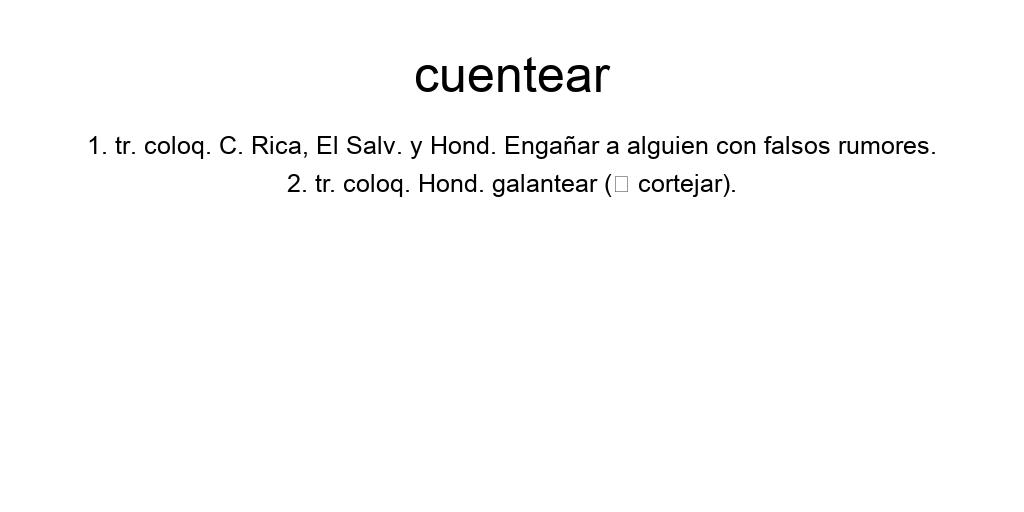 cuentear
1. tr. coloq. C. Rica, El Salv. y Hond. Engañar a alguien con falsos rumores.
2. tr. coloq. Hond. galantear (▯ cortejar).